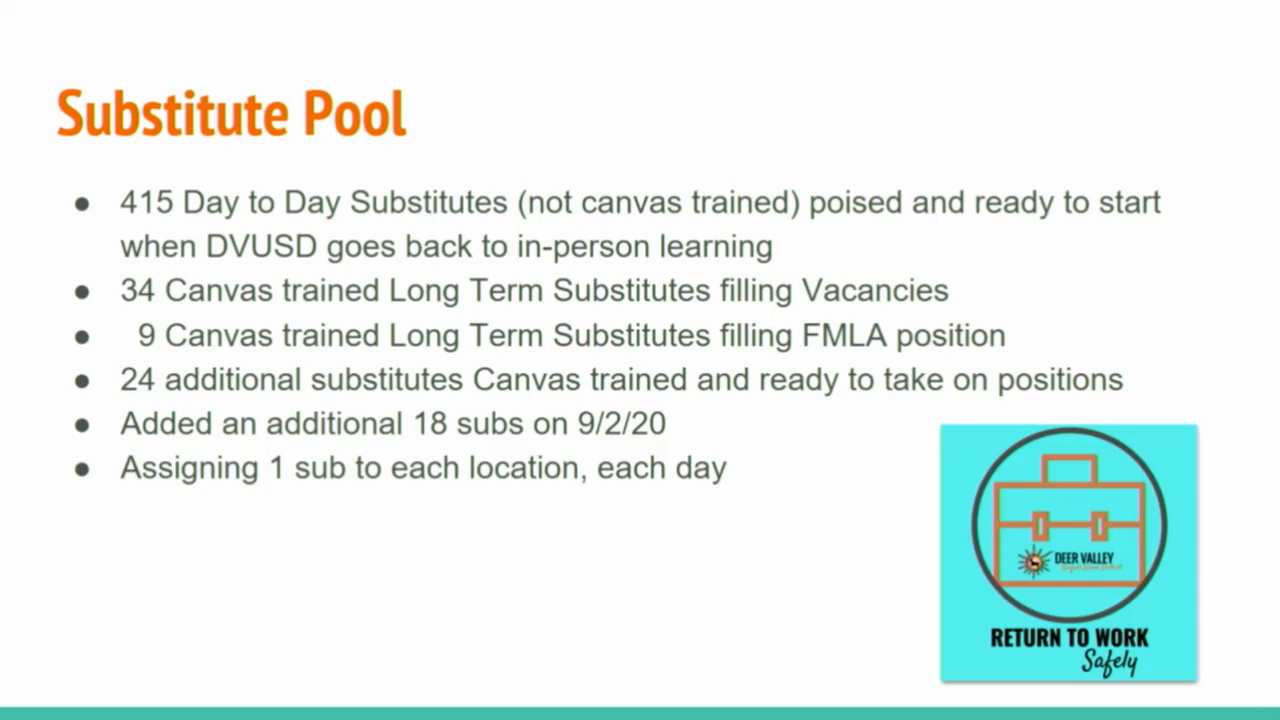 Substitute Pool
● 415 Day to Day Substitutes (not canvas trained) poised and ready to start
when DVUSD goes back to in-person learning
● 34 Canvas trained Long Term Substitutes filling Vacancies
● 9 Canvas trained Long Term Substitutes filling FMLA position
● 24 additional substitutes Canvas trained and ready to take on positions
● Added an additional 18 subs on 9/2/20
● Assigning 1 sub to each location, each day
DEER VALLEY
RETURN TO WORK
Safely